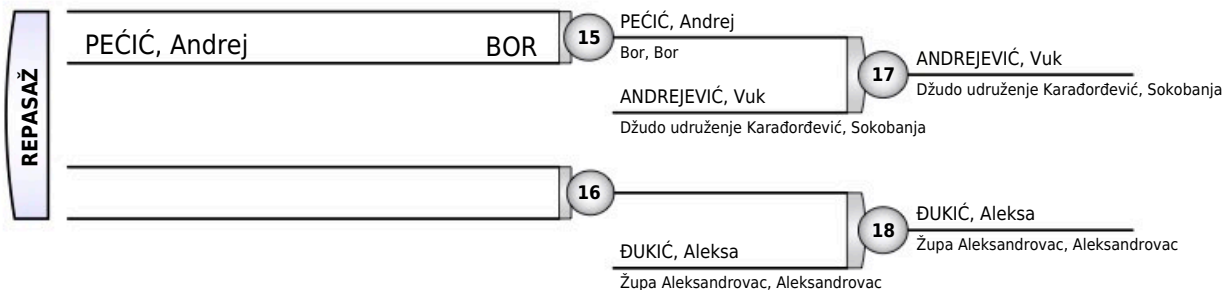 REPASAŽ
PEĆIĆ, Andrej BOR
15
PEĆIĆ, Andrej
Bor, Bor
ANDREJEVIĆ, Vuk
Džudo udruženje Karađorđević, Sokobanja
17
ANDREJEVIĆ, Vuk
Džudo udruženje Karađorđević, Sokobanja
16
ĐUKIĆ, Aleksa
Župa Aleksandrovac, Aleksandrovac
18
ĐUKIĆ, Aleksa
Župa Aleksandrovac, Aleksandrovac